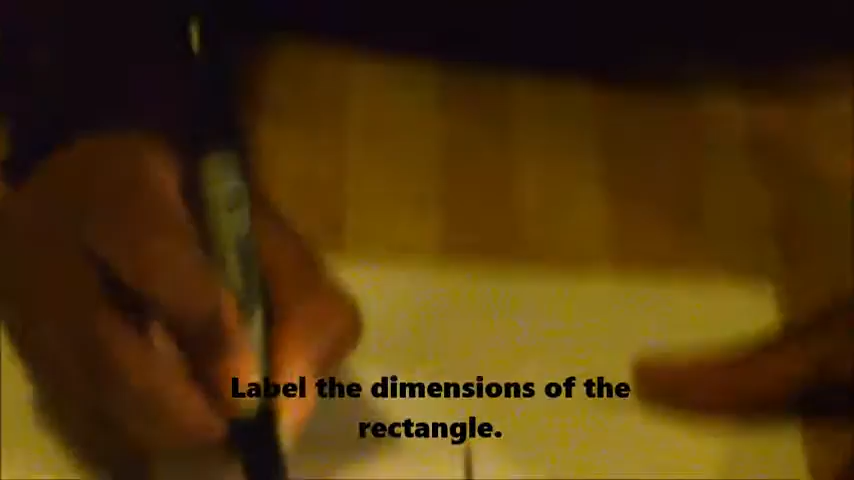 Label the dimensions of the
rectangle.